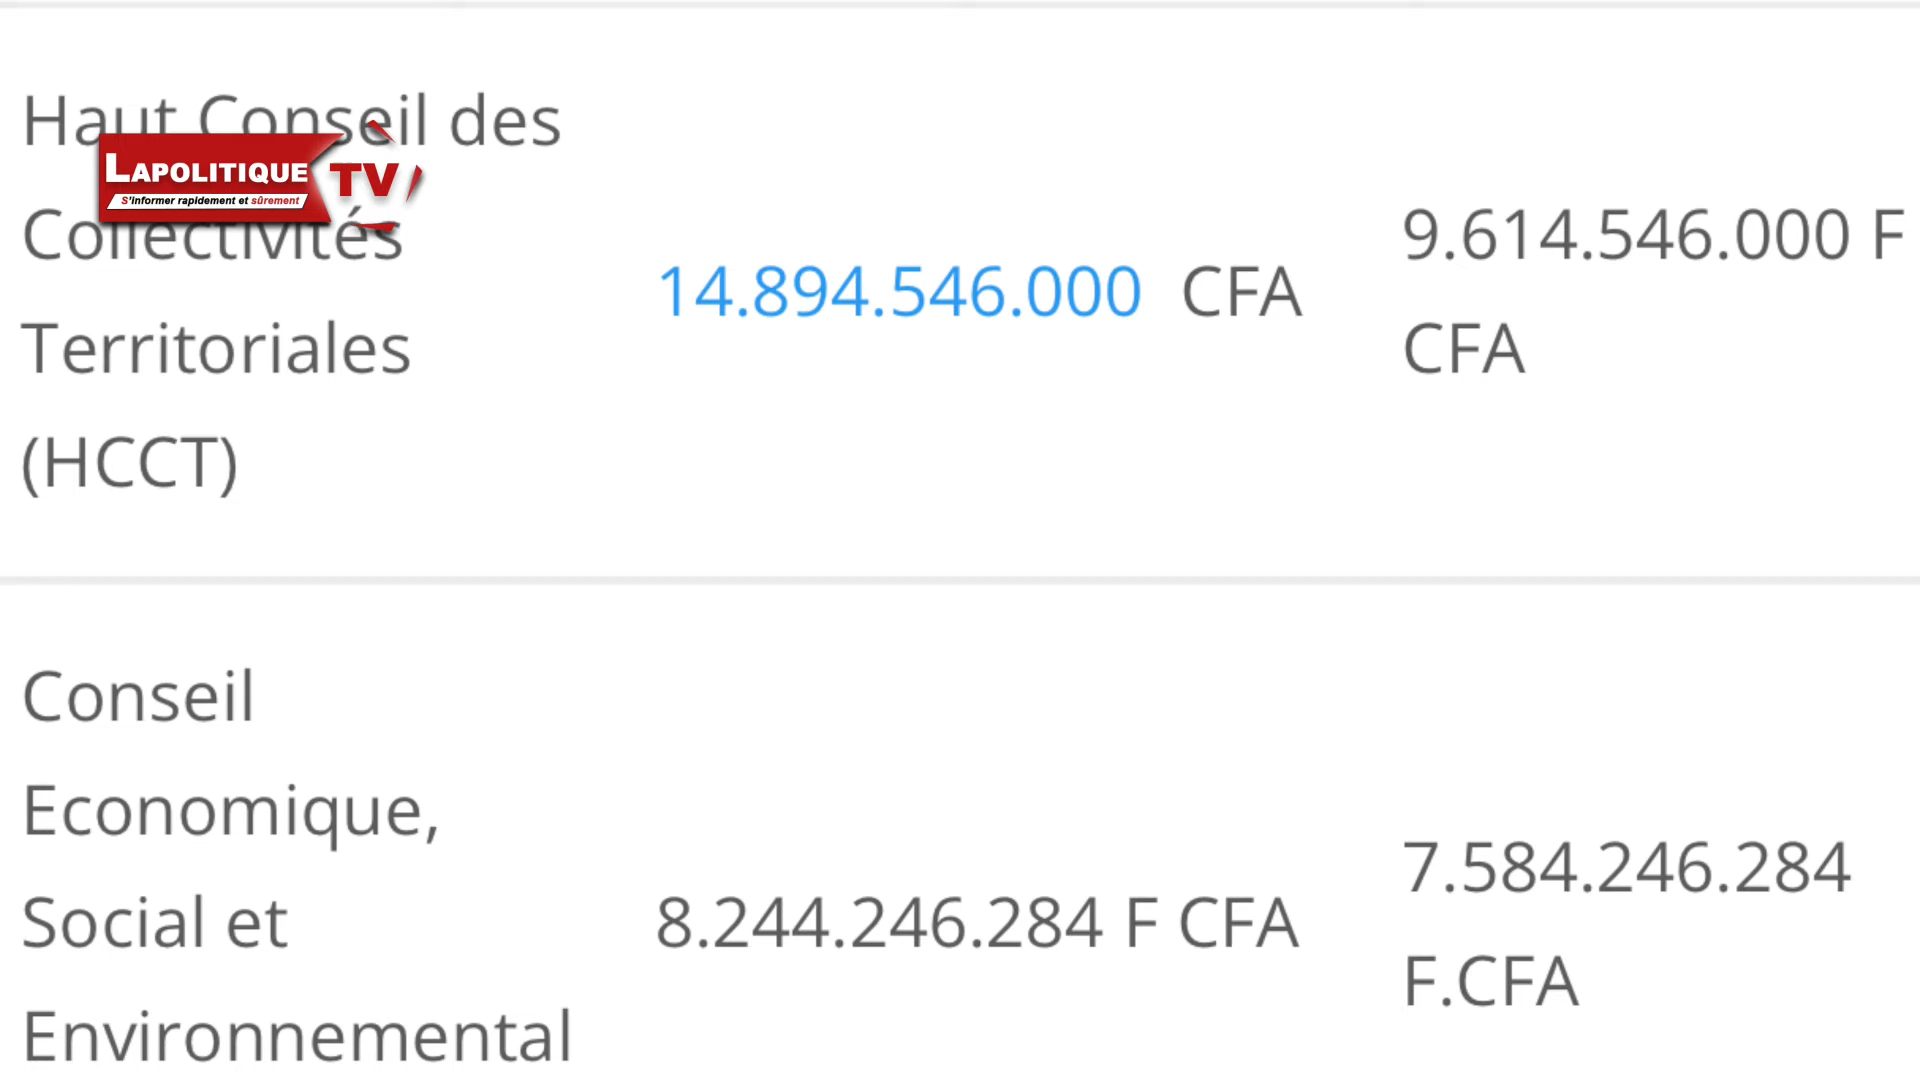 Haut Conseil des
Collectivités
Territoriales
(HCCT)
14.894.546.000 CFA
9.614.546.000 F
CFA
LAPOLITIQUE
TV
S'informer rapidement et sûrement
Conseil
Economique,
Social et
Environnemental
8.244.246.284 F CFA
7.584.246.284
F.CFA